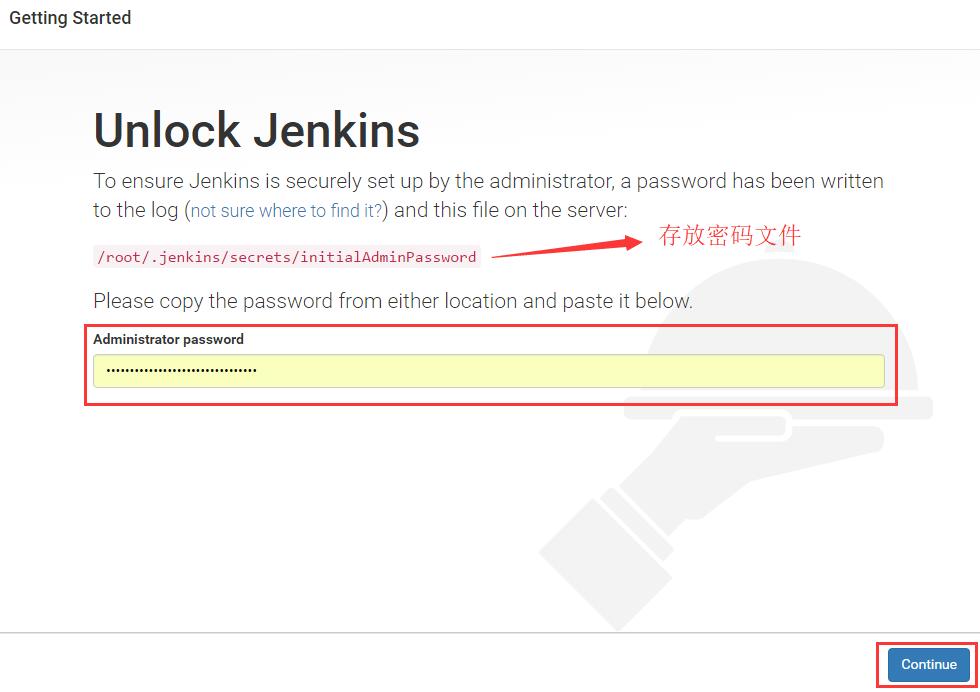 Getting Started
Unlock Jenkins
To ensure Jenkins is securely set up by the administrator, a password has been written
to the log (not sure where to find it?) and this file on the server:
存放密码文件
/root/.jenkins/secrets/initialAdminPassword
Please copy the password from either location and paste it below.
Administrator password
••••••••••••••••••••••••••••••••
Continue